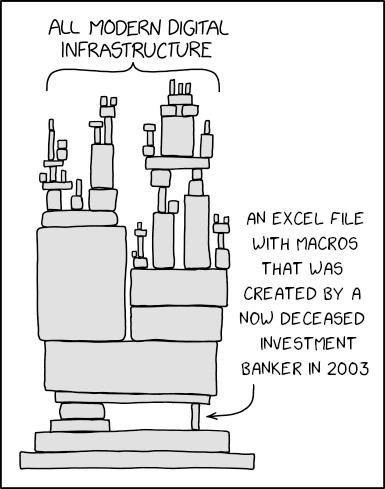 ALL MODERN DIGITAL
INFRASTRUCTURE
AN EXCEL FILE
WITH MACROS
THAT WAS
CREATED BY A
NOW DECEASED
INVESTMENT
BANKER IN 2003